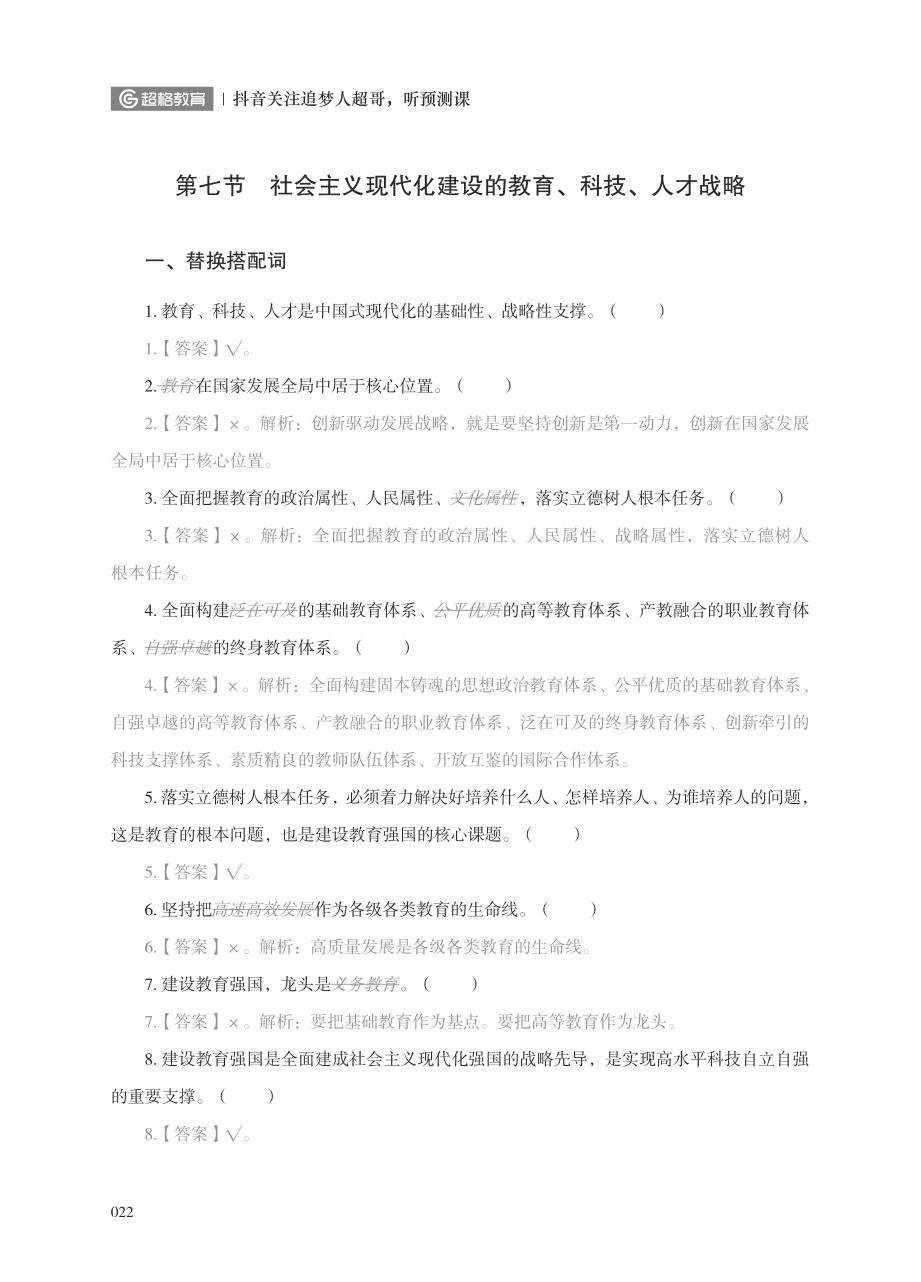 超格教育 | 抖音关注追梦人超哥，听预测课
第七节 社会主义现代化建设的教育、科技、人才战略
一、替换搭配词
1. 教育、科技、人才是中国式现代化的基础性、战略性支撑。（ ）
1.【答案】√。
2. 教育在国家发展全局中居于核心位置。（ ）
2.【答案】×。解析：创新驱动发展战略，就是要坚持创新是第一动力，创新在国家发展
全局中居于核心位置。
3. 全面把握教育的政治属性、人民属性、文化属性，落实立德树人根本任务。（ ）
3.【答案】×。解析：全面把握教育的政治属性、人民属性、战略属性，落实立德树人
根本任务。
4. 全面构建泛在可及的基础教育体系、公平优质的高等教育体系、产教融合的职业教育体
系、自强卓越的终身教育体系。（ ）
4.【答案】×。解析：全面构建固本铸魂的思想政治教育体系、公平优质的基础教育体系、
自强卓越的高等教育体系、产教融合的职业教育体系、泛在可及的终身教育体系、创新牵引的
科技支撑体系、素质精良的教师队伍体系、开放互鉴的国际合作体系。
5. 落实立德树人根本任务，必须着力解决好培养什么人、怎样培养人、为谁培养人的问题，
这是教育的根本问题，也是建设教育强国的核心课题。（ ）
5.【答案】√。
6. 坚持把高速高效发展作为各级各类教育的生命线。（ ）
6.【答案】×。解析：高质量发展是各级各类教育的生命线。
7. 建设教育强国，龙头是义务教育。（ ）
7.【答案】×。解析：要把基础教育作为基点。要把高等教育作为龙头。
8. 建设教育强国是全面建成社会主义现代化强国的战略先导，是实现高水平科技自立自强
的重要支撑。（ ）
8.【答案】√。
022